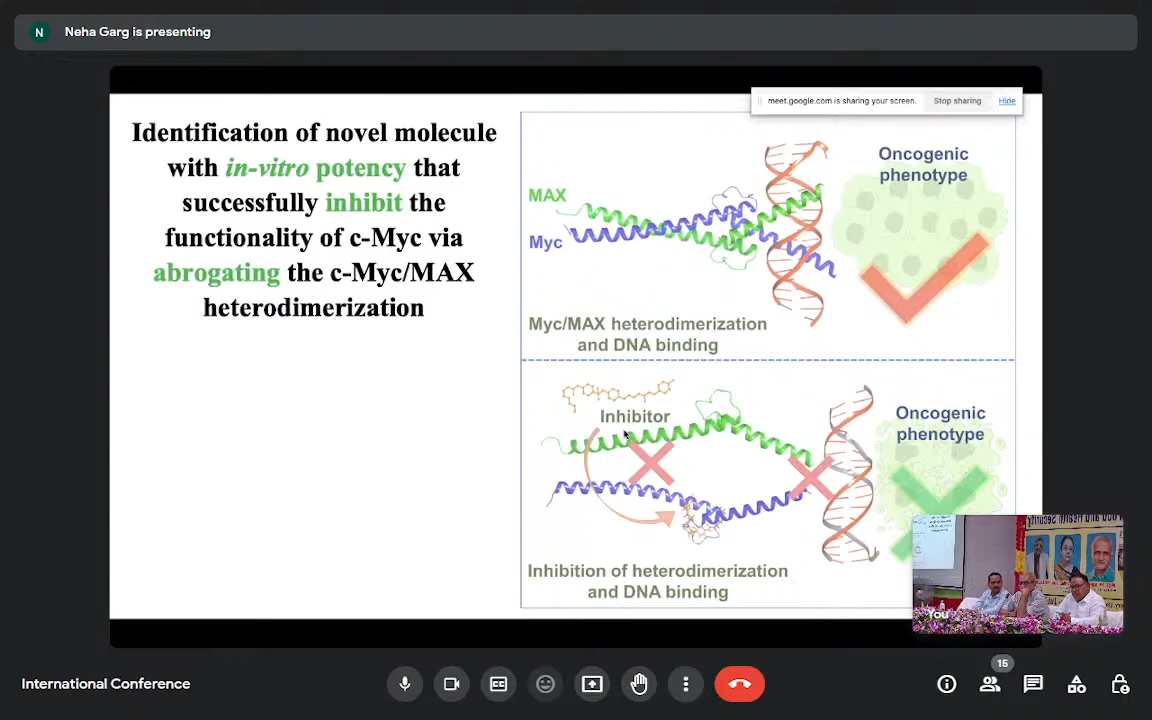 N
Neha Garg is presenting
meet.google.com is sharing your screen.
Stop sharing
Hide
Identification of novel molecule
with in-vitro potency that
successfully inhibit the
functionality of c-Myc via
abrogating the c-Myc/MAX
heterodimerization
MAX
Myc
Oncogenic
phenotype
Myc/MAX heterodimerization
and DNA binding
Inhibitor
Oncogenic
phenotype
Inhibition of heterodimerization
and DNA binding
You
International Conference
15